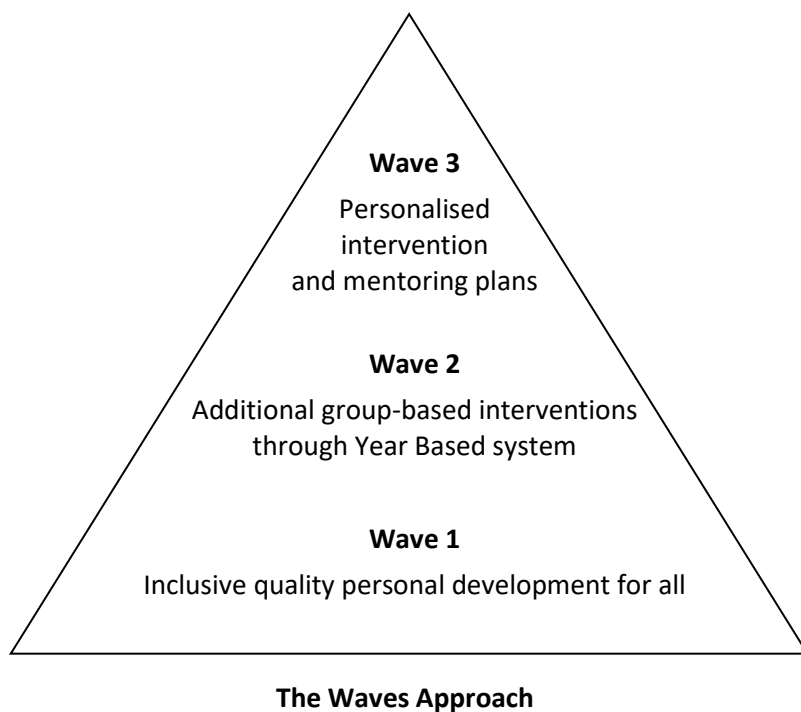 Wave 3
Personalised
intervention
and mentoring plans
Wave 2
Additional group-based interventions
through Year Based system
Wave 1
Inclusive quality personal development for all
The Waves Approach